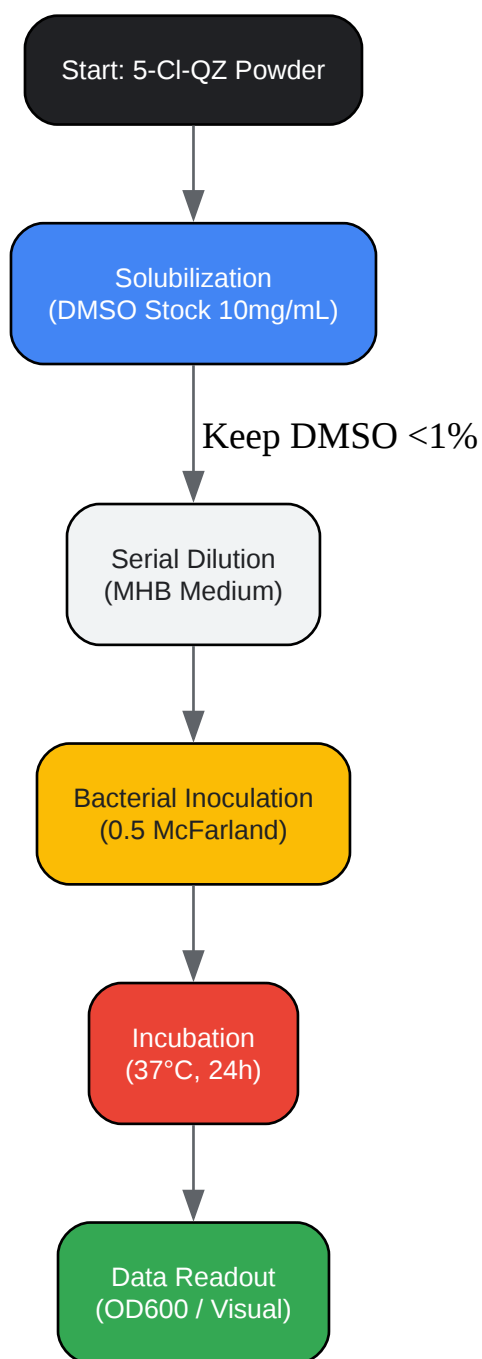 Start: 5-Cl-QZ Powder
Solubilization
(DMSO Stock 10mg/mL)
Keep DMSO <1%
Serial Dilution
(MHB Medium)
Bacterial Inoculation
(0.5 McFarland)
Incubation
(37°C, 24h)
Data Readout
(OD600 / Visual)